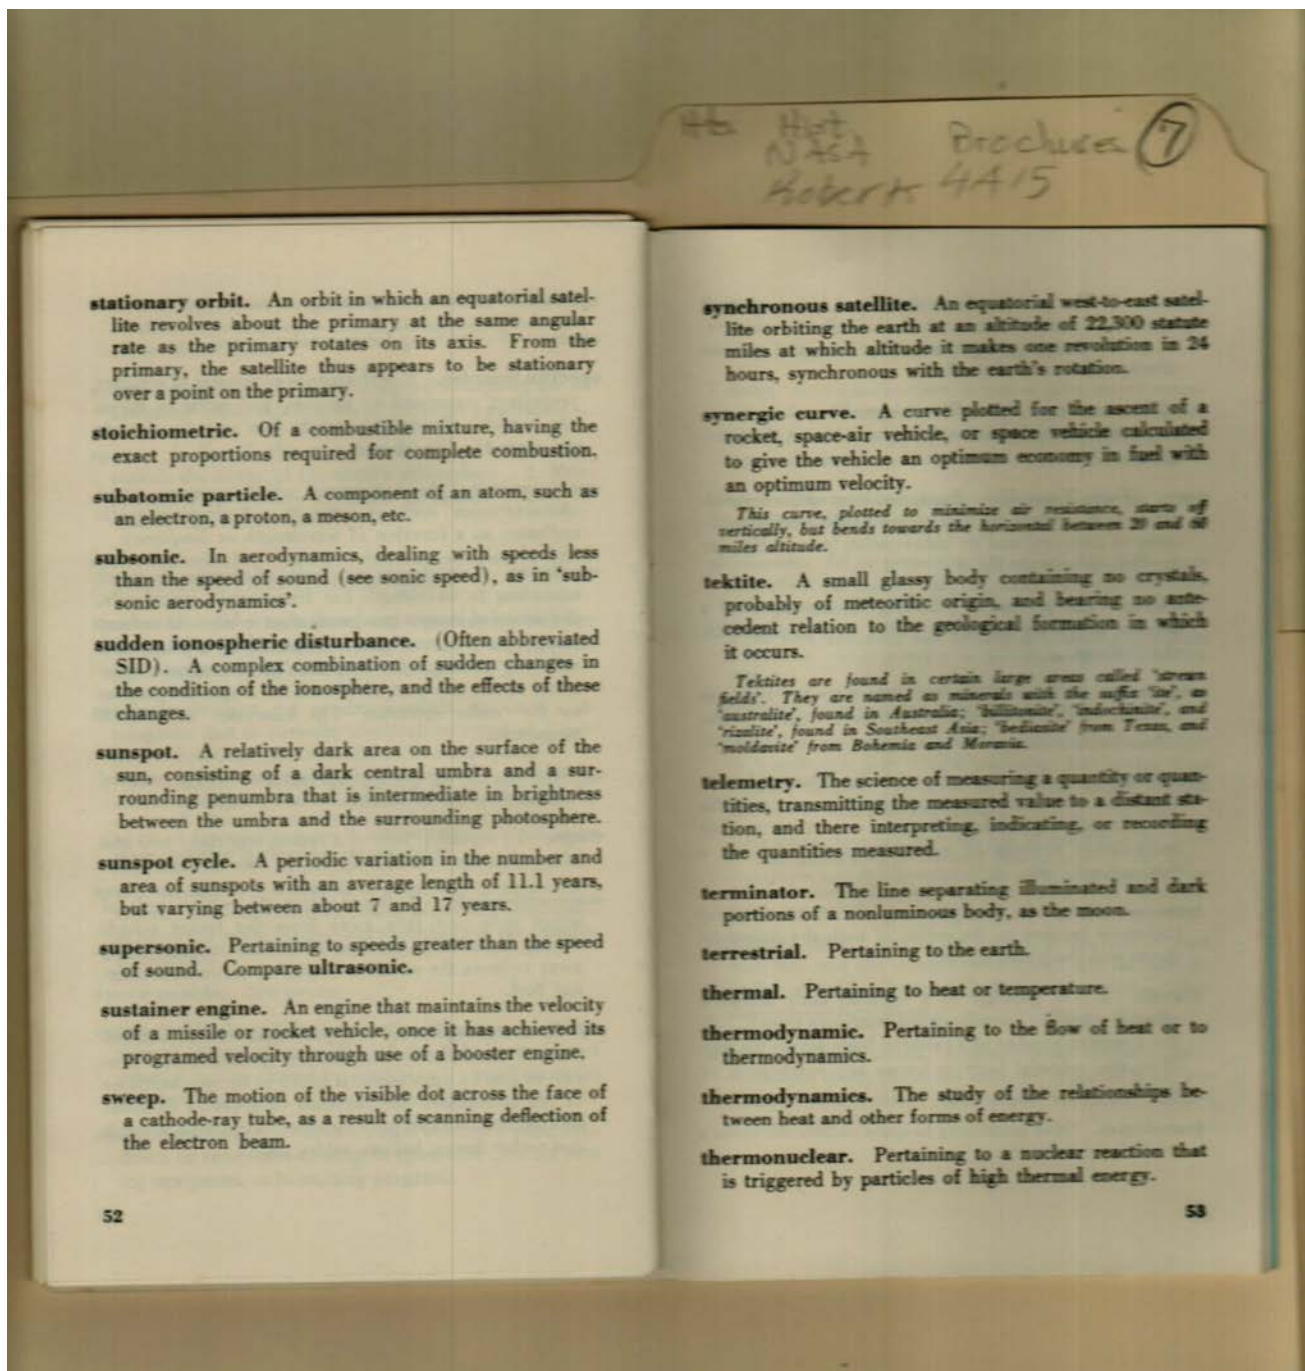 Hst
NASA Brochures 7
Roberts 4A15
stationary orbit. An orbit in which an equatorial satel-
lite revolves about the primary at the same angular
rate as the primary rotates on its axis. From the
primary, the satellite thus appears to be stationary
over a point on the primary.
stoichiometric. Of a combustible mixture, having the
exact proportions required for complete combustion.
subatomic particle. A component of an atom, such as
an electron, a proton, a meson, etc.
subsonic. In aerodynamics, dealing with speeds less
than the speed of sound (see sonic speed), as in 'sub-
sonic aerodynamics'.
sudden ionospheric disturbance. (Often abbreviated
SID). A complex combination of sudden changes in
the condition of the ionosphere, and the effects of these
changes.
sunspot. A relatively dark area on the surface of the
sun, consisting of a dark central umbra and a sur-
rounding penumbra that is intermediate in brightness
between the umbra and the surrounding photosphere.
sunspot cycle. A periodic variation in the number and
area of sunspots with an average length of 11.1 years,
but varying between about 7 and 17 years.
supersonic. Pertaining to speeds greater than the speed
of sound. Compare ultrasonic.
sustainer engine. An engine that maintains the velocity
of a missile or rocket vehicle, once it has achieved its
programed velocity through use of a booster engine.
sweep. The motion of the visible dot across the face of
a cathode-ray tube, as a result of scanning deflection of
the electron beam.
52
synchronous satellite. An equatorial west-to-east satel-
lite orbiting the earth at an altitude of 22,300 statute
miles at which altitude it makes one revolution in 24
hours, synchronous with the earth's rotation.
synergic curve. A curve plotted for the ascent of a
rocket, space-air vehicle, or space vehicle calculated
to give the vehicle an optimum economy in fuel with
an optimum velocity.
This curve, plotted to minimize air resistance, starts off
vertically, but bends towards the horizontal between 20 and 60
miles altitude.
tektite. A small glassy body containing no crystals,
probably of meteoritic origin, and bearing no ante-
cedent relation to the geological formation in which
it occurs.
Tektites are found in certain large areas called 'strewn
fields'. They are named as minerals with the suffix 'ite', as
'australite', found in Australia; 'billitonite', 'indochinite', and
'rizalite', found in Southeast Asia; 'bediasite' from Texas, and
'moldavite' from Bohemia and Moravia.
telemetry. The science of measuring a quantity or quan-
tities, transmitting the measured value to a distant sta-
tion, and there interpreting, indicating, or recording
the quantities measured.
terminator. The line separating illuminated and dark
portions of a nonluminous body, as the moon.
terrestrial. Pertaining to the earth.
thermal. Pertaining to heat or temperature.
thermodynamic. Pertaining to the flow of heat or to
thermodynamics.
thermodynamics. The study of the relationships be-
tween heat and other forms of energy.
thermonuclear. Pertaining to a nuclear reaction that
is triggered by particles of high thermal energy.
53